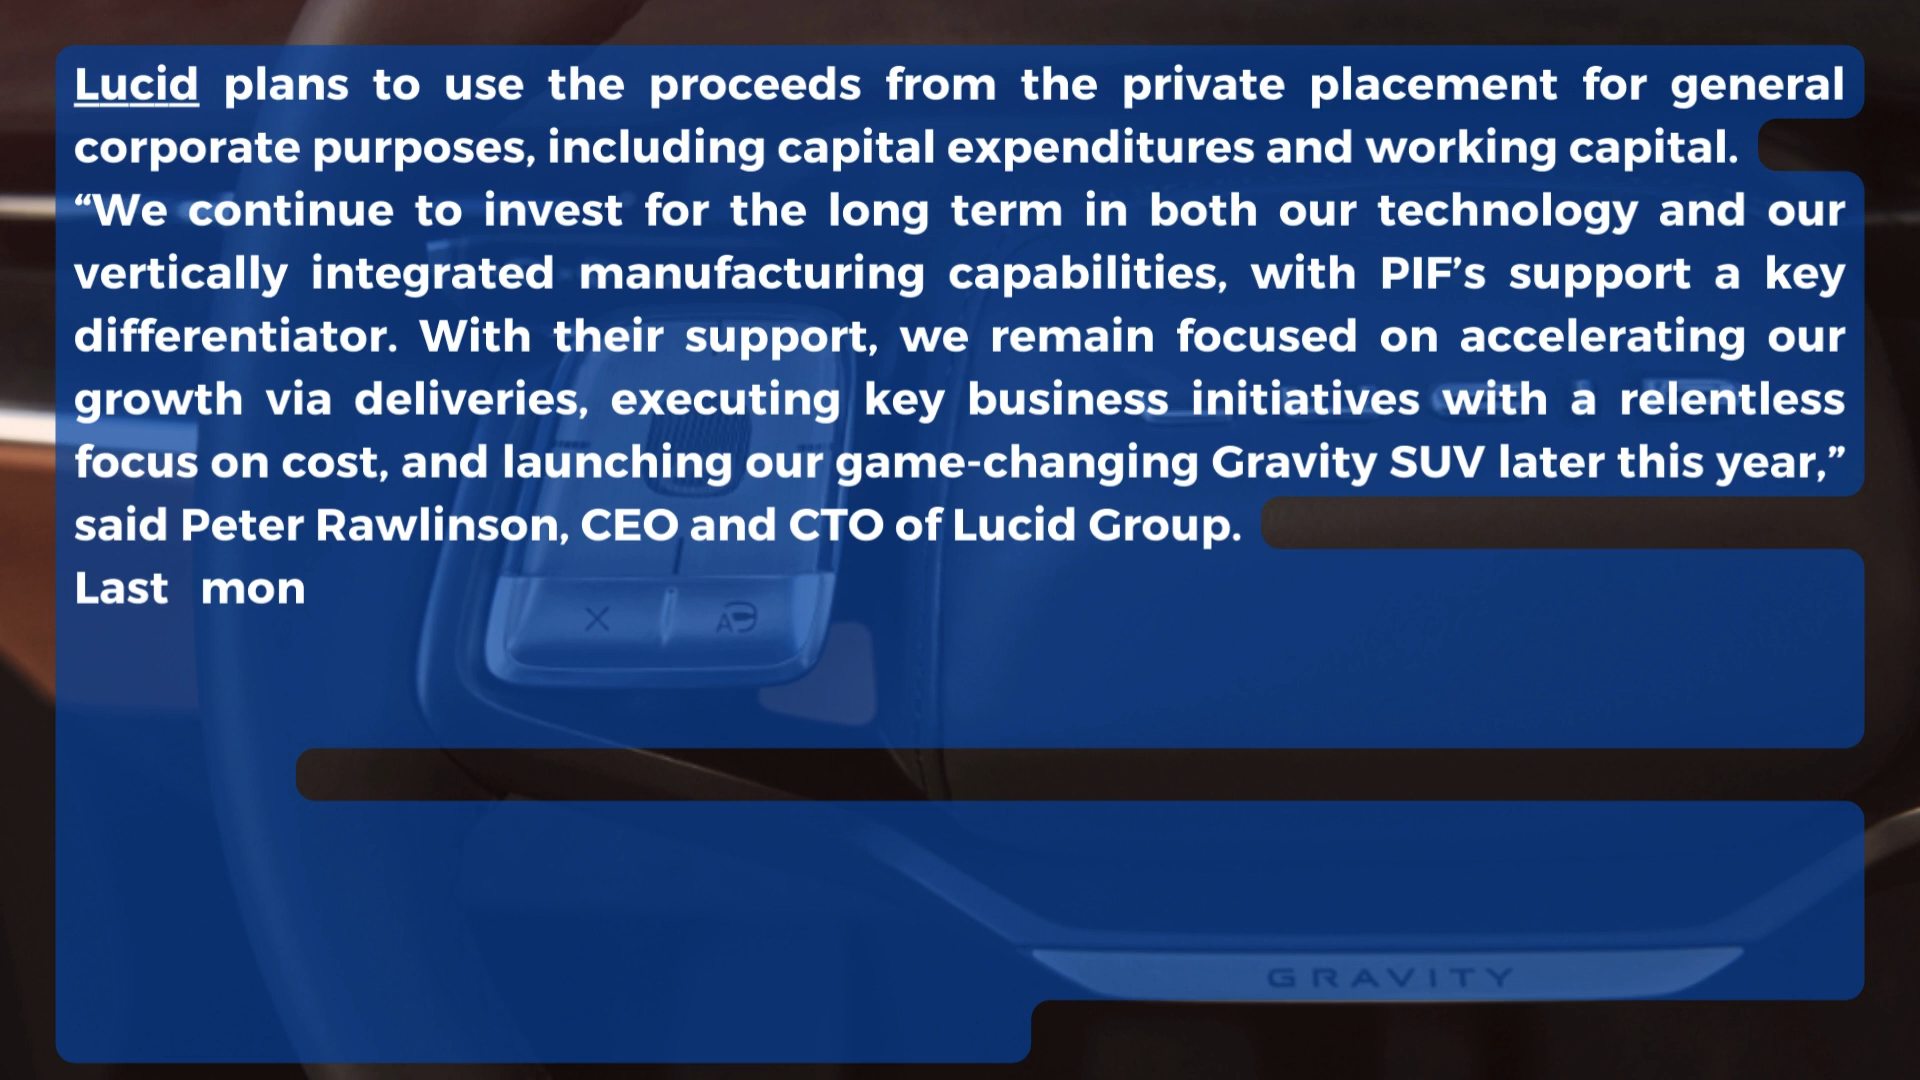 Lucid plans to use the proceeds from the private placement for general
corporate purposes, including capital expenditures and working capital.
“We continue to invest for the long term in both our technology and our
vertically integrated manufacturing capabilities, with PIF’s support a key
differentiator. With their support, we remain focused on accelerating our
growth via deliveries, executing key business initiatives with a relentless
focus on cost, and launching our game-changing Gravity SUV later this year,”
said Peter Rawlinson, CEO and CTO of Lucid Group.
Last mon
A
GRAVITY